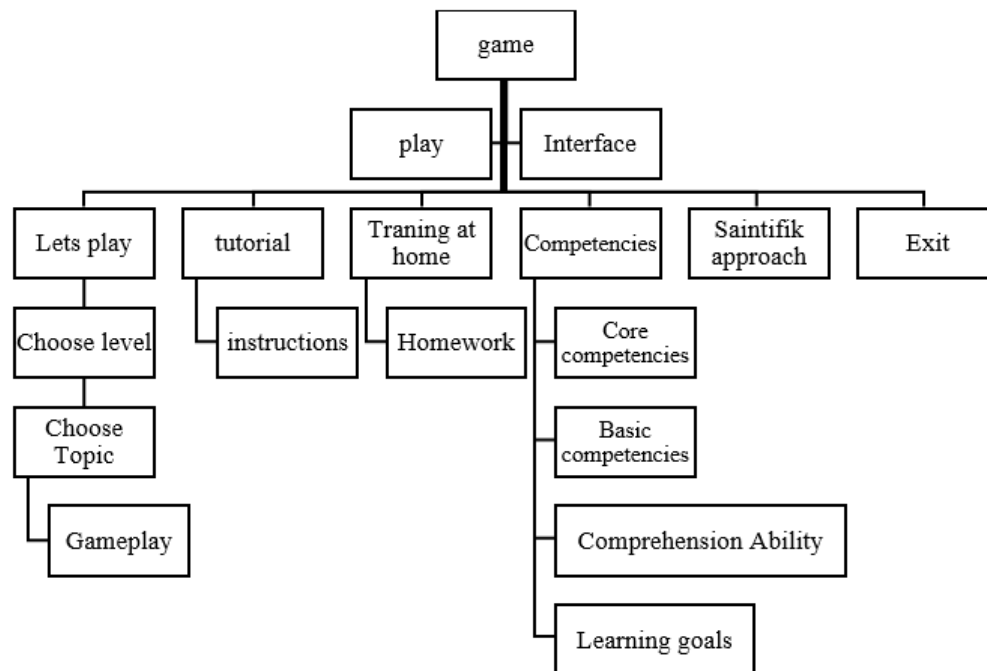 game
play
Interface
Lets play
tutorial
Traning at
home
Competencies
Saintifik
approach
Exit
Choose level
instructions
Homework
Core
competencies
Choose
Topic
Basic
competencies
Gameplay
Comprehension Ability
Learning goals